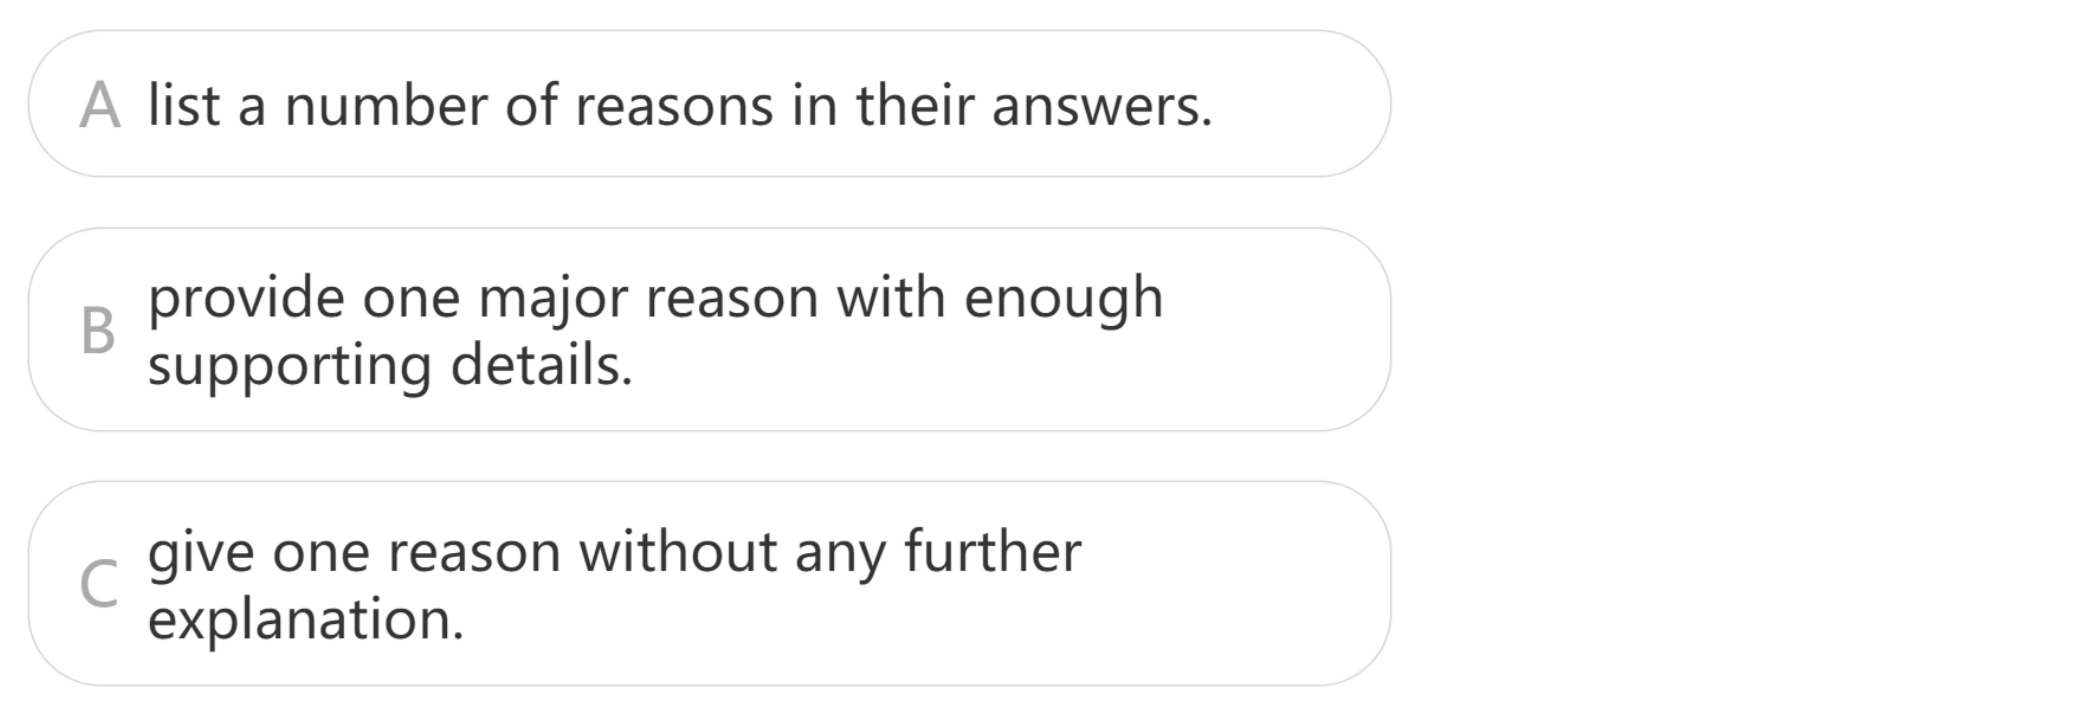 A list a number of reasons in their answers.
B provide one major reason with enough
supporting details.
C give one reason without any further
explanation.